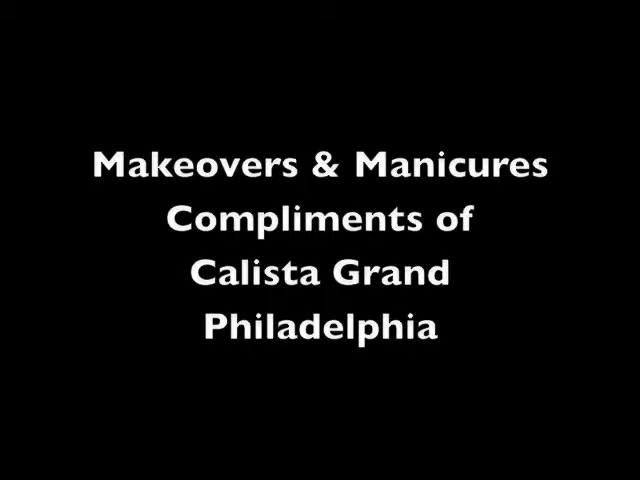 Makeovers & Manicures
Compliments of
Calista Grand
Philadelphia